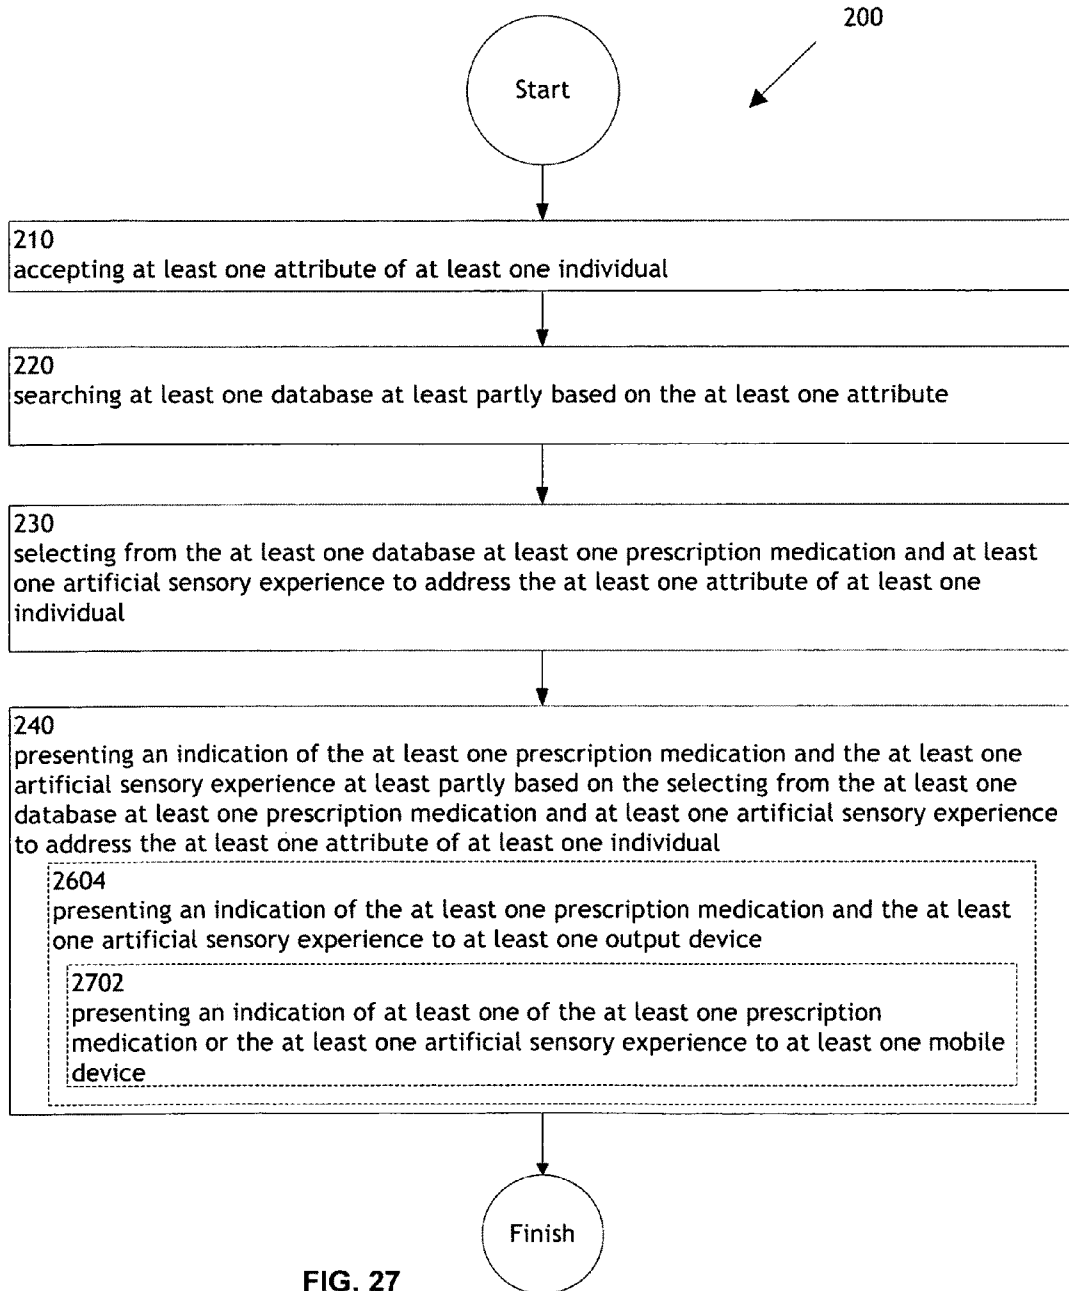 200
Start
210
accepting at least one attribute of at least one individual
220
searching at least one database at least partly based on the at least one attribute
230
selecting from the at least one database at least one prescription medication and at least
one artificial sensory experience to address the at least one attribute of at least one
individual
240
presenting an indication of the at least one prescription medication and the at least one
artificial sensory experience at least partly based on the selecting from the at least one
database at least one prescription medication and at least one artificial sensory experience
to address the at least one attribute of at least one individual
2604
presenting an indication of the at least one prescription medication and the at least
one artificial sensory experience to at least one output device
2702
presenting an indication of at least one of the at least one prescription
medication or the at least one artificial sensory experience to at least one mobile
device
Finish
FIG. 27